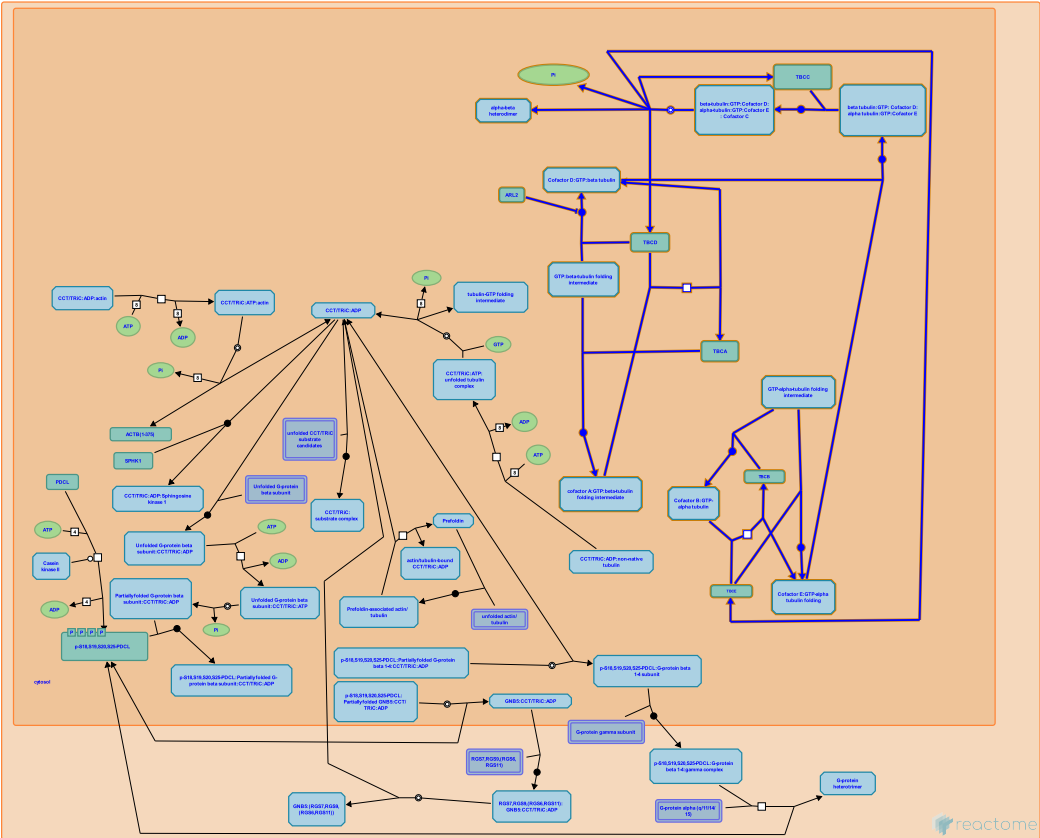 Pi
TBCC
alpha-beta
heterodimer
beta-tubulin:GTP:Cofactor D:
alpha-tubulin:GTP:Cofactor E
: Cofactor C
beta tubulin:GTP: Cofactor D:
alpha tubulin:GTP:Cofactor E
Cofactor D:GTP:beta tubulin
ARL2
TBCD
GTP:beta-tubulin folding
intermediate
TBCA
GTP-alpha-tubulin folding
intermediate
TBCB
Cofactor B:GTP-
alpha tubulin
TBCE
Cofactor E:GTP-alpha
tubulin folding
cofactor A:GTP:beta-tubulin
folding intermediate
CCT/TRiC:ADP:actin
8
8
ATP
ADP
CCT/TRiC:ATP:actin
Pi
8
CCT/TRiC:ADP
Pi
8
tubulin-GTP folding
intermediate
GTP
CCT/TRiC:ATP:
unfolded tubulin
complex
8
ADP
ATP
8
CCT/TRiC:ADP:non-native
tubulin
ACTB(1-375)
SPHK1
CCT/TRiC:ADP:Sphingosine
kinase 1
unfolded CCT/TRiC
substrate
candidates
CCT/TRiC:
substrate complex
Unfolded G-protein
beta subunit
PDCL
ATP
4
Casein
kinase II
ADP
4
Unfolded G-protein beta
subunit:CCT/TRiC:ADP
ATP
ADP
Unfolded G-protein beta
subunit:CCT/TRiC:ATP
Pi
Partially folded G-protein beta
subunit:CCT/TRiC:ADP
P P P P
p-S18,S19,S20,S25-PDCL
p-S18,S19,S20,S25-PDCL:Partially folded G-
protein beta subunit:CCT/TRiC:ADP
Prefoldin
actin/tubulin-bound
CCT/TRiC:ADP
Prefoldin-associated actin/
tubulin
unfolded actin/
tubulin
p-S18,S19,S20,S25-PDCL:Partially folded G-protein
beta 1-4:CCT/TRiC:ADP
p-S18,S19,S20,S25-PDCL:G-protein beta
1-4 subunit
p-S18,S19,S20,S25-PDCL:
Partially folded GNB5:CCT/
TRiC:ADP
GNB5:CCT/TRiC:ADP
G-protein gamma subunit
RGS7,RGS9,(RGS6,
RGS11)
p-S18,S19,S20,S25-PDCL:G-protein
beta 1-4:gamma complex
G-protein
heterotrimer
GNB5:(RGS7,RGS9,
(RGS6,RGS11))
RGS7,RGS9,(RGS6,RGS11):
GNB5:CCT/TRiC:ADP
G-protein alpha (q/11/14/
15)
cytosol
reactome